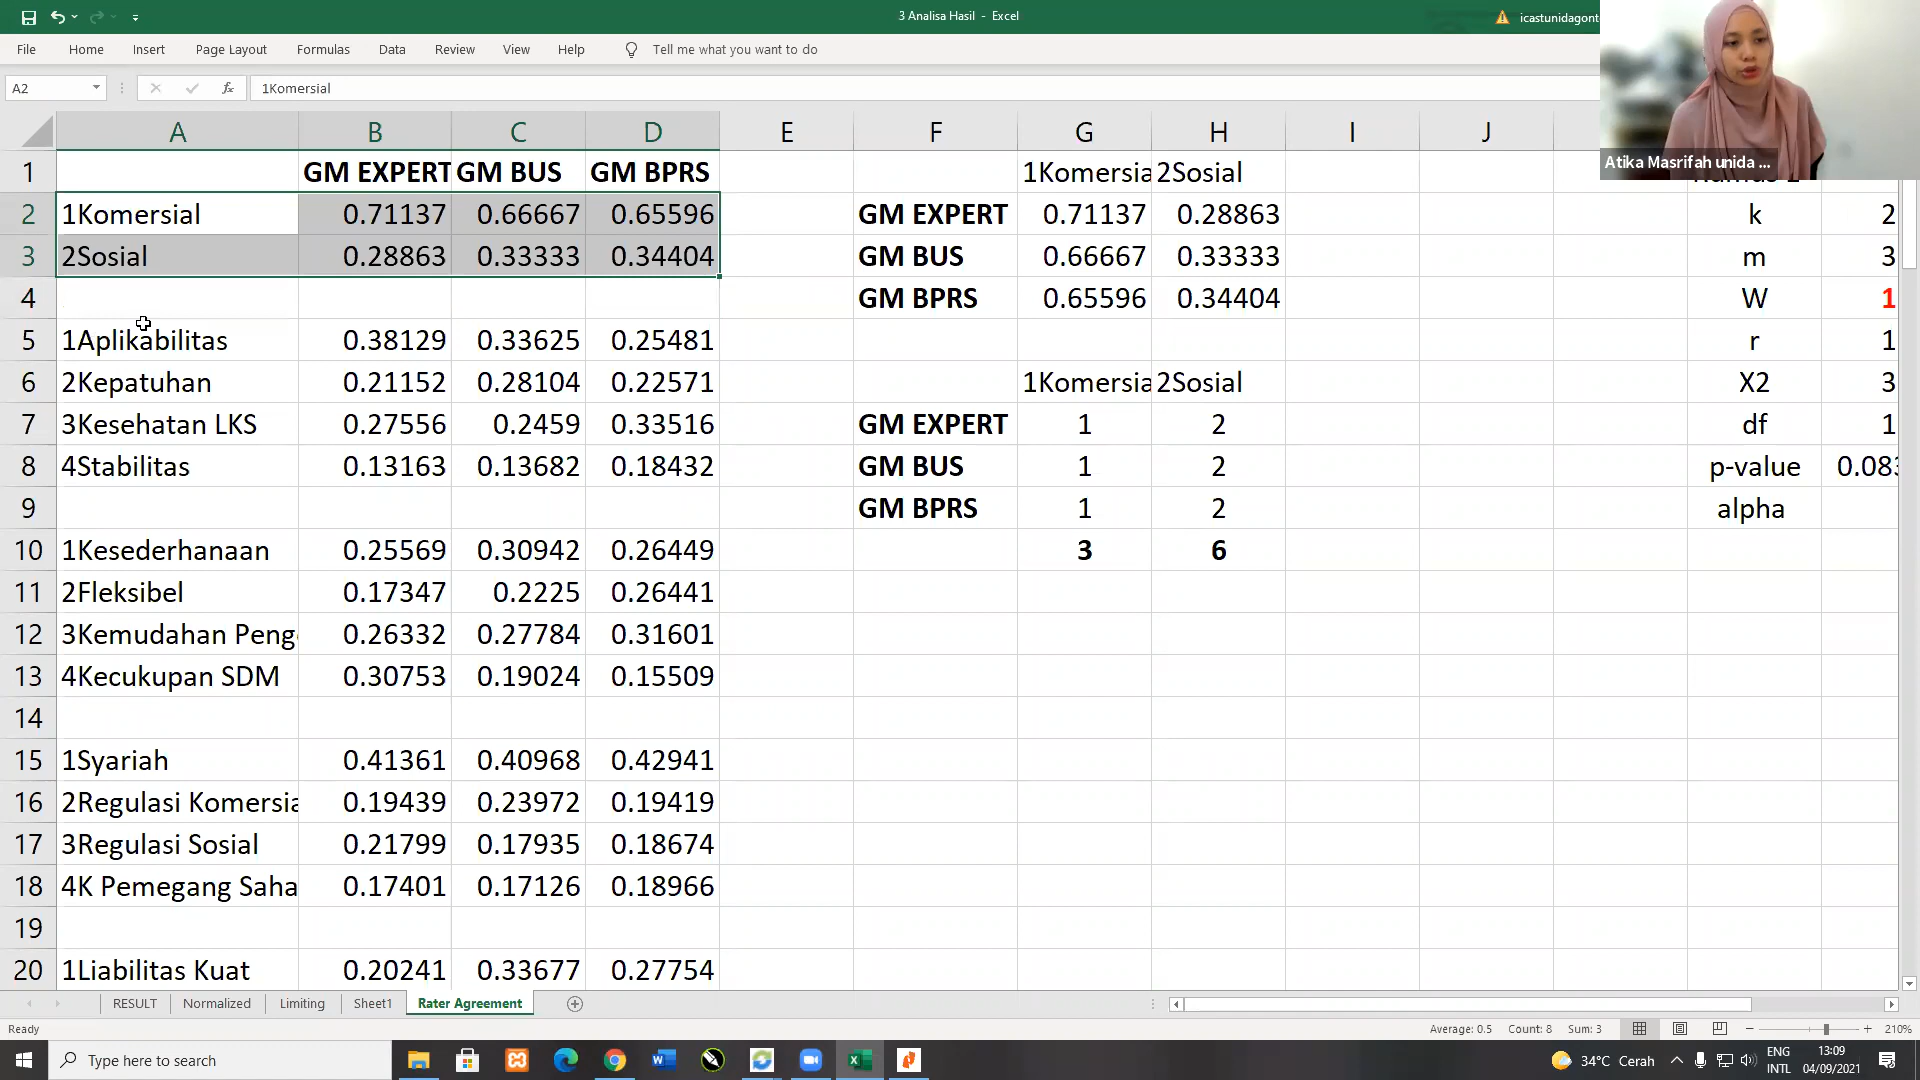 3 Analisa Hasil - Excel
icastunidagont
File Home Insert Page Layout Formulas Data Review View Help Tell me what you want to do
A2 fx 1Komersial
Atika Masrifah unida ...
A B C D E F G H I J
1 GM EXPERT GM BUS GM BPRS 1Komersia 2Sosial
2 1Komersial 0.71137 0.66667 0.65596 GM EXPERT 0.71137 0.28863 k 2
3 2Sosial 0.28863 0.33333 0.34404 GM BUS 0.66667 0.33333 m 3
4 GM BPRS 0.65596 0.34404 W 1
5 1Aplikabilitas 0.38129 0.33625 0.25481 r 1
6 2Kepatuhan 0.21152 0.28104 0.22571 1Komersia 2Sosial X2 3
7 3Kesehatan LKS 0.27556 0.2459 0.33516 GM EXPERT 1 2 df 1
8 4Stabilitas 0.13163 0.13682 0.18432 GM BUS 1 2 p-value 0.083
9 GM BPRS 1 2 alpha
10 1Kesederhanaan 0.25569 0.30942 0.26449 3 6
11 2Fleksibel 0.17347 0.2225 0.26441
12 3Kemudahan Peng 0.26332 0.27784 0.31601
13 4Kecukupan SDM 0.30753 0.19024 0.15509
14
15 1Syariah 0.41361 0.40968 0.42941
16 2Regulasi Komersia 0.19439 0.23972 0.19419
17 3Regulasi Sosial 0.21799 0.17935 0.18674
18 4K Pemegang Saha 0.17401 0.17126 0.18966
19
20 1Liabilitas Kuat 0.20241 0.33677 0.27754
RESULT Normalized Limiting Sheet1 Rater Agreement
Ready Average: 0.5 Count: 8 Sum: 3 210%
Type here to search 34°C Cerah ENG 13:09
INTL 04/09/2021